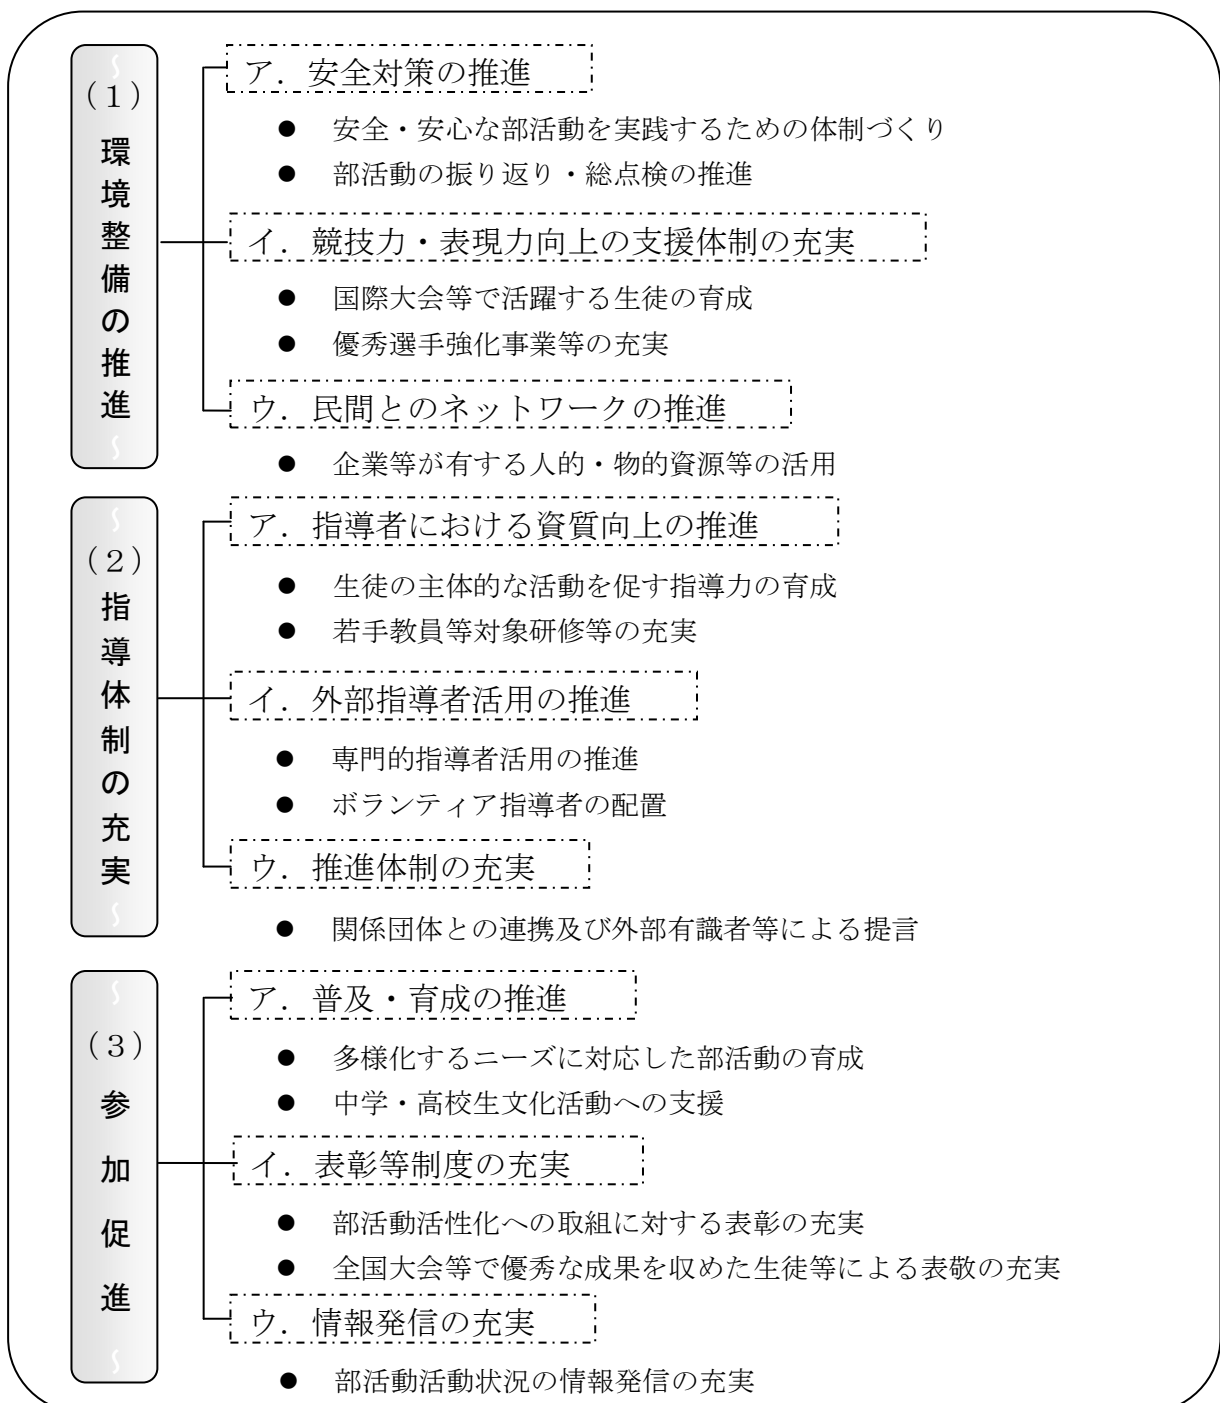 (１)
環境整備の推進
ア．安全対策の推進
● 安全・安心な部活動を実践するための体制づくり
● 部活動の振り返り・総点検の推進
イ．競技力・表現力向上の支援体制の充実
● 国際大会等で活躍する生徒の育成
● 優秀選手強化事業等の充実
ウ．民間とのネットワークの推進
● 企業等が有する人的・物的資源等の活用
(２)
指導体制の充実
ア．指導者における資質向上の推進
● 生徒の主体的な活動を促す指導力の育成
● 若手教員等対象研修等の充実
イ．外部指導者活用の推進
● 専門的指導者活用の推進
● ボランティア指導者の配置
ウ．推進体制の充実
● 関係団体との連携及び外部有識者等による提言
(３)
参加促進
ア．普及・育成の推進
● 多様化するニーズに対応した部活動の育成
● 中学・高校生文化活動への支援
イ．表彰等制度の充実
● 部活動活性化への取組に対する表彰の充実
● 全国大会等で優秀な成果を収めた生徒等による表敬の充実
ウ．情報発信の充実
● 部活動活動状況の情報発信の充実